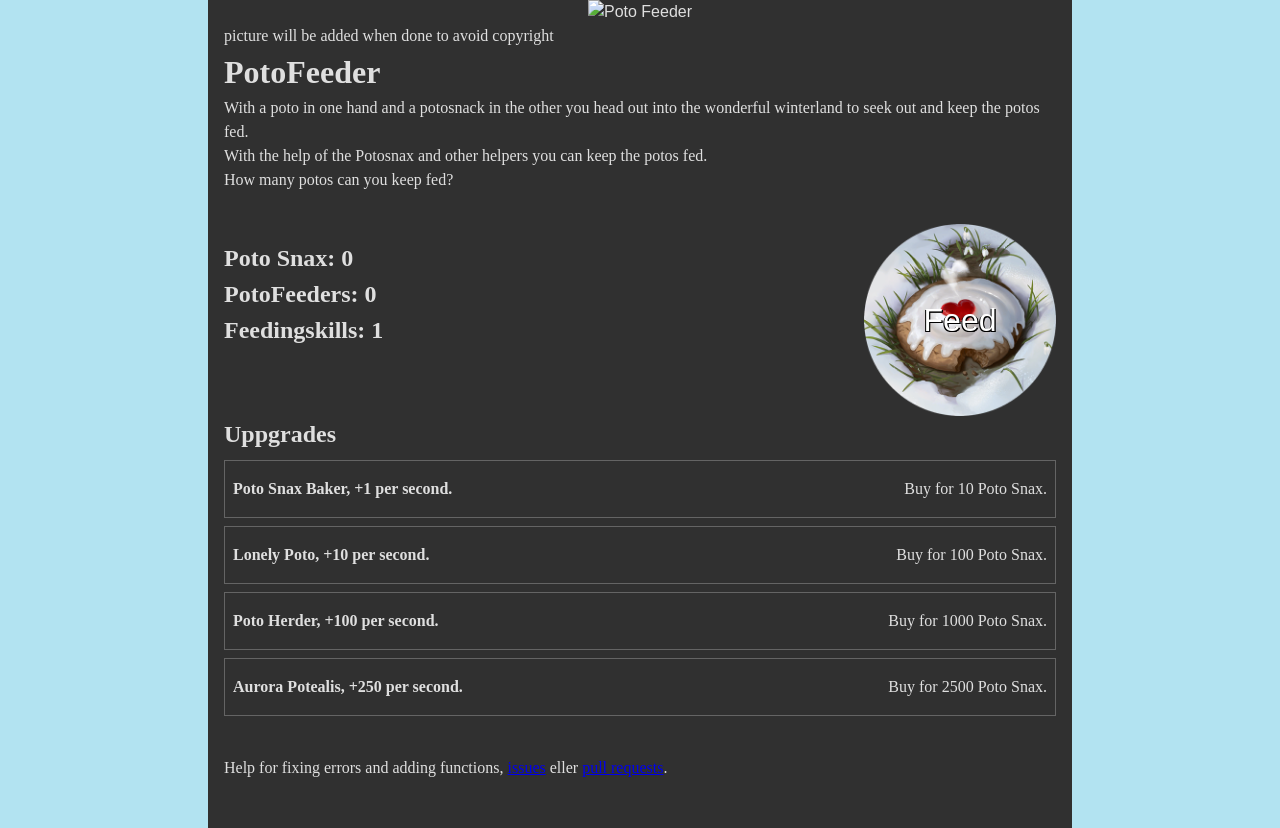 Poto Feeder
picture will be added when done to avoid copyright
PotoFeeder
With a poto in one hand and a potosnack in the other you head out into the wonderful winterland to seek out and keep the potos
fed.
With the help of the Potosnax and other helpers you can keep the potos fed.
How many potos can you keep fed?
Poto Snax: 0
PotoFeeders: 0
Feedingskills: 1
Feed
Uppgrades
Poto Snax Baker, +1 per second. Buy for 10 Poto Snax.
Lonely Poto, +10 per second. Buy for 100 Poto Snax.
Poto Herder, +100 per second. Buy for 1000 Poto Snax.
Aurora Potealis, +250 per second. Buy for 2500 Poto Snax.
Help for fixing errors and adding functions, issues eller pull requests.